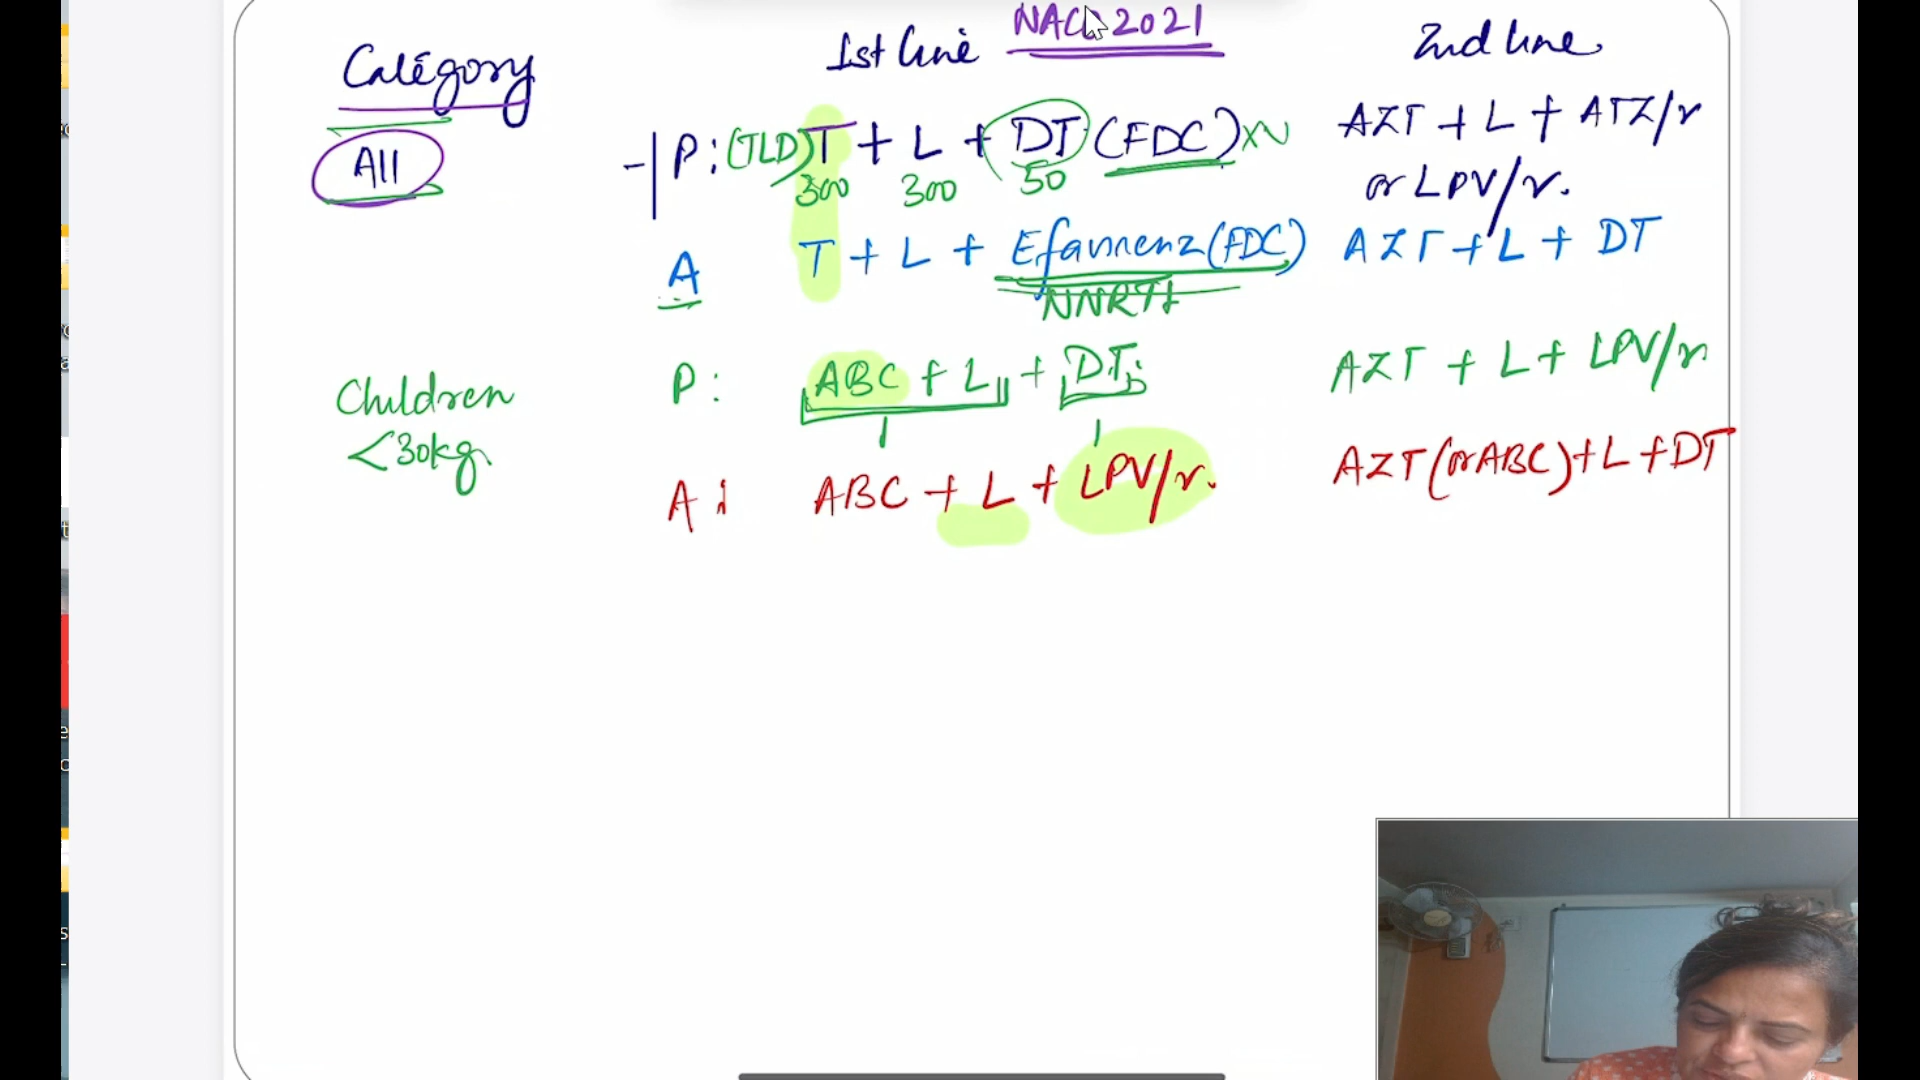 NACO 2021
Category 1st line 2nd line
All P: (TLD) T + L + DT (FDC) AZT + L + ATZ/r
300 300 50 or LPV/r.
A T + L + Efavirenz (FDC) AZT + L + DT
NNRTI
Children P: ABC + L + DT; AZT + L + LPV/r
<30kg. A: ABC + L + LPV/r. AZT (or ABC) + L + DT